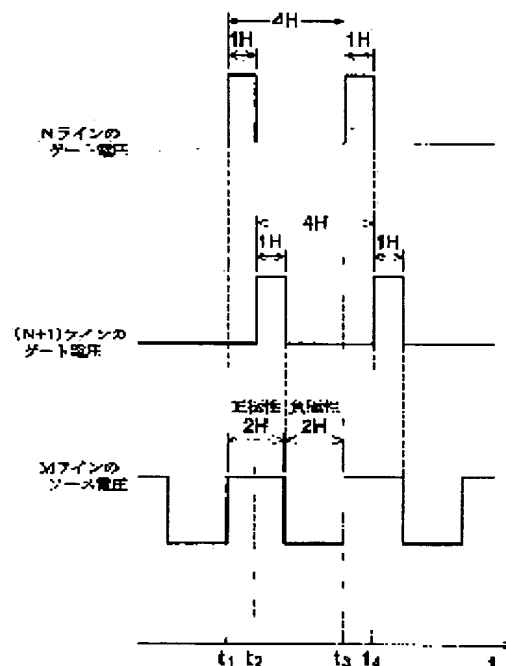 4H
1H
1H
Nラインの
ゲート電圧
4H
1H
1H
(N+1)ラインの
ゲート電圧
正極性 負極性
2H 2H
Mラインの
ソース電圧
t1 t2 t3 t4 t